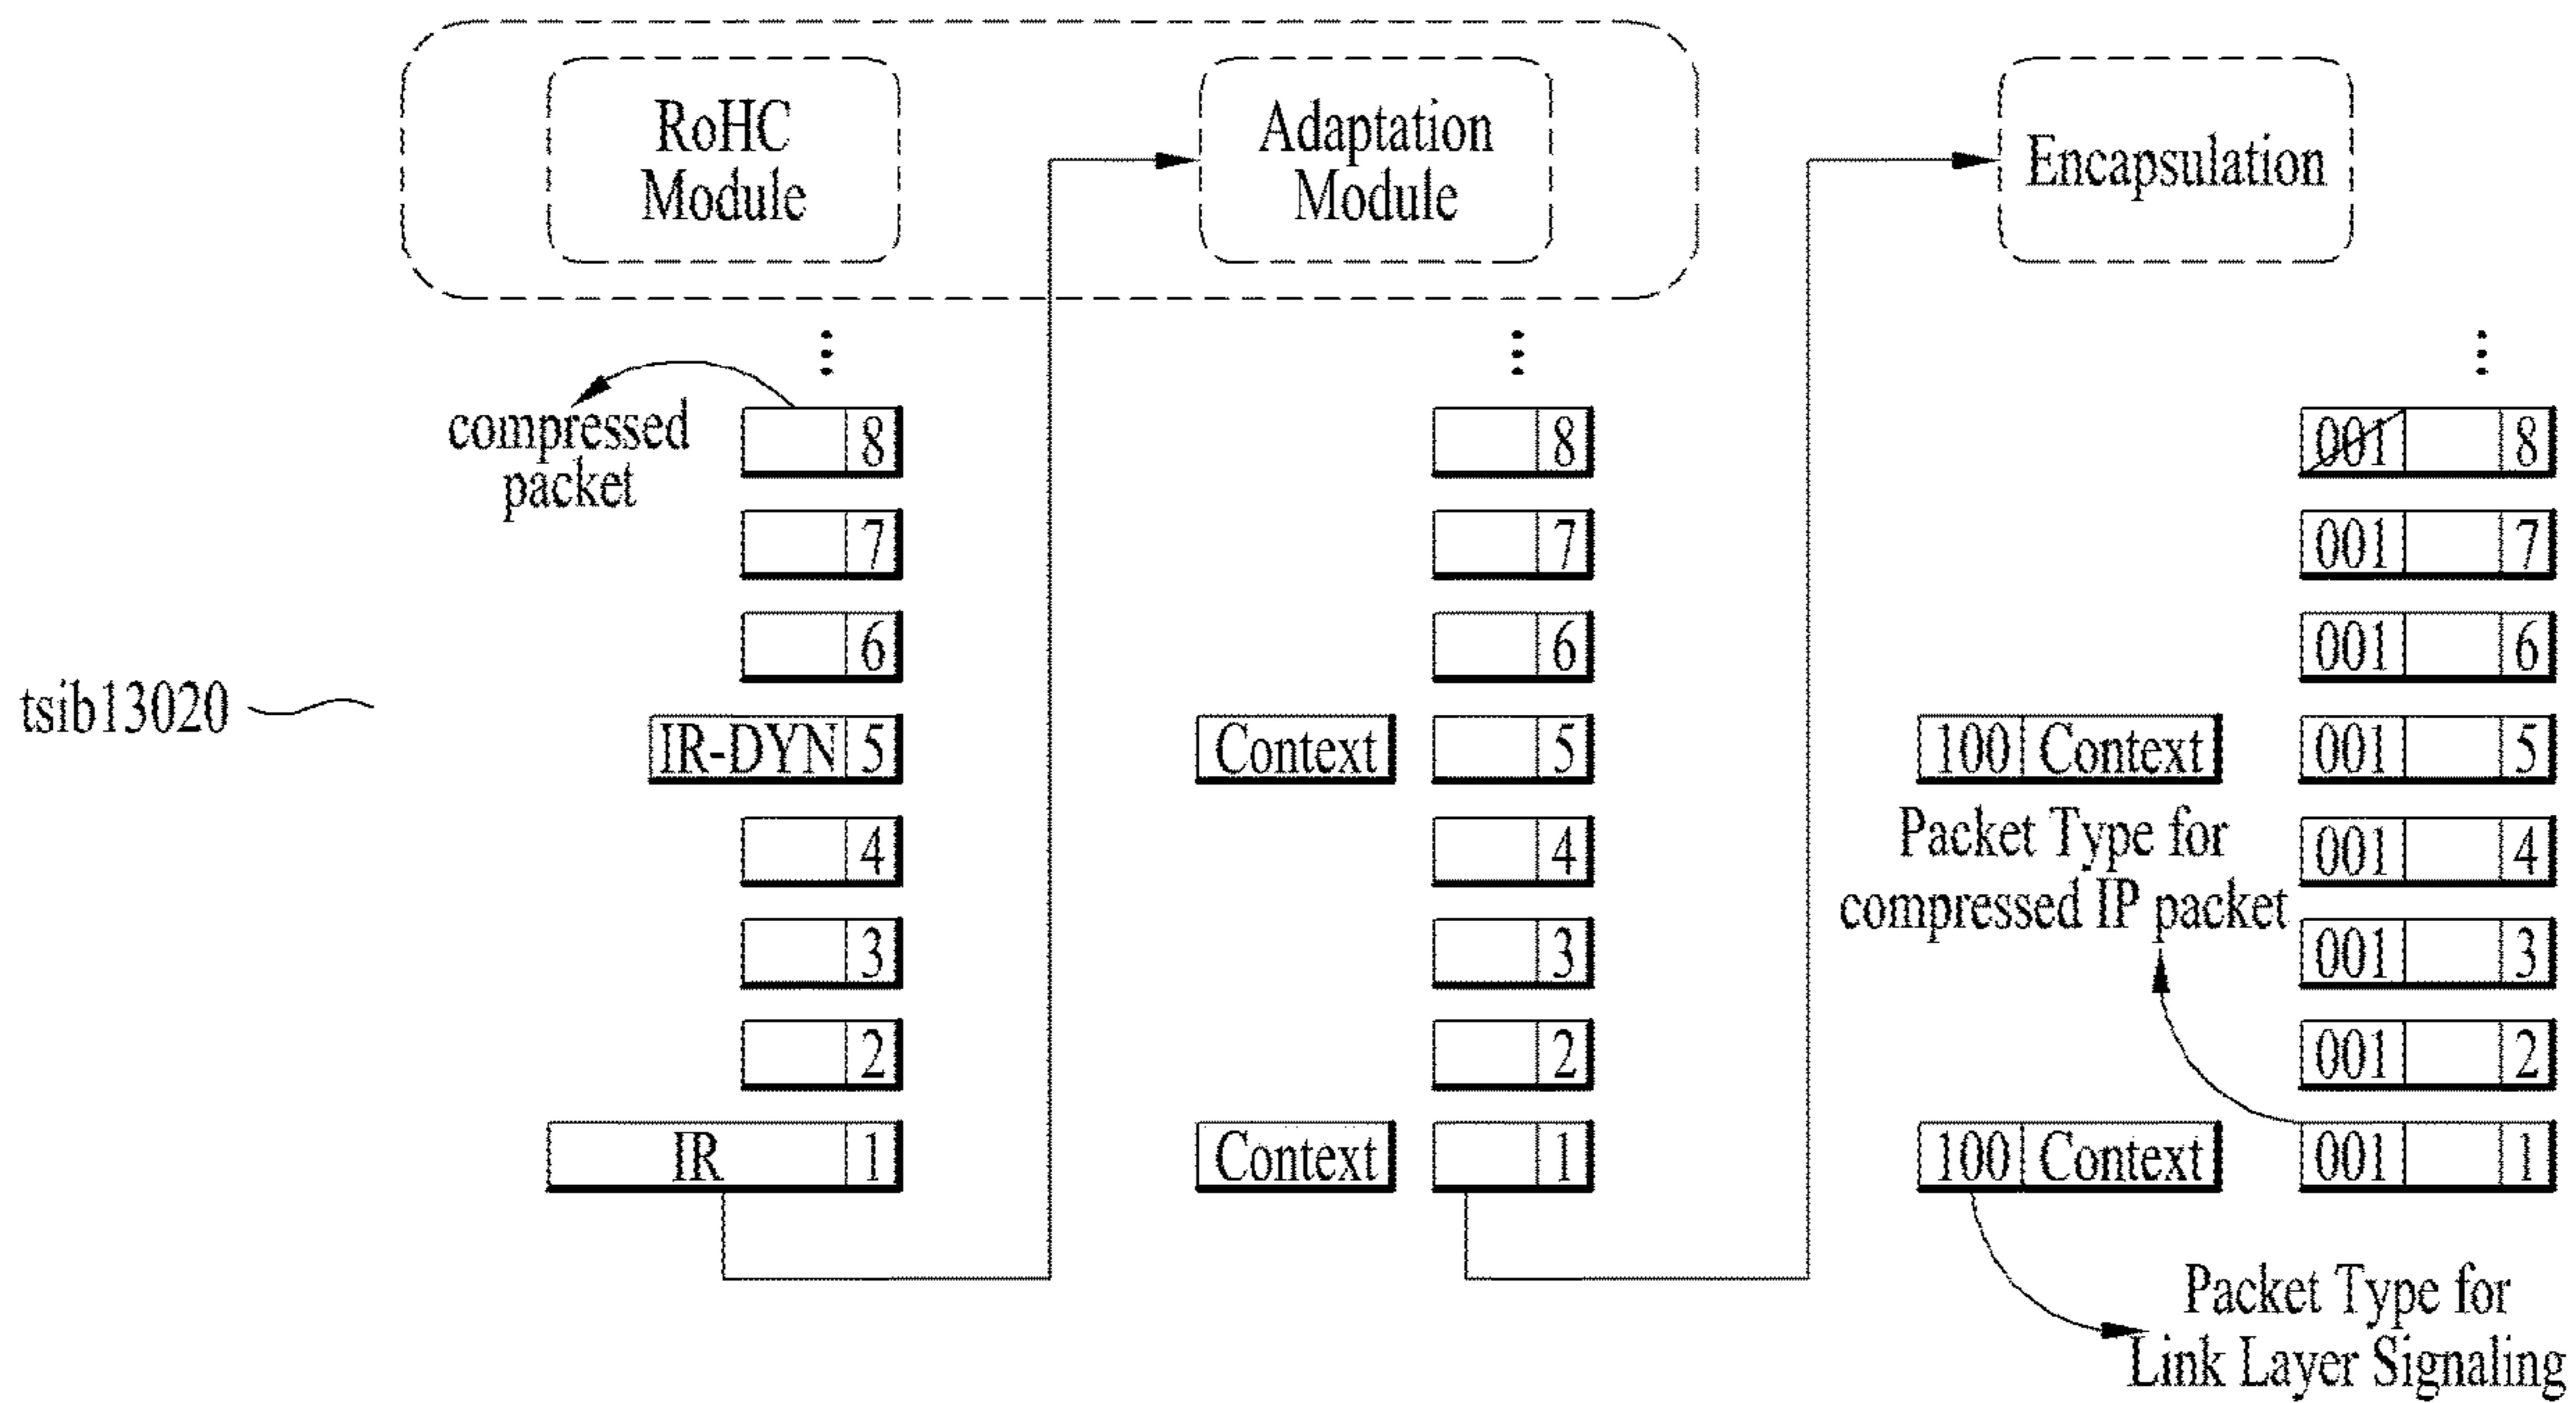 RoHC
Module
Adaptation
Module
Encapsulation
compressed
packet
8
8
001
8
7
7
001
7
6
6
001
6
tsib13020
IR-DYN
5
Context
5
100
Context
001
5
4
4
Packet Type for
compressed IP packet
001
4
3
3
001
3
2
2
001
2
IR
1
Context
1
100
Context
001
1
Packet Type for
Link Layer Signaling